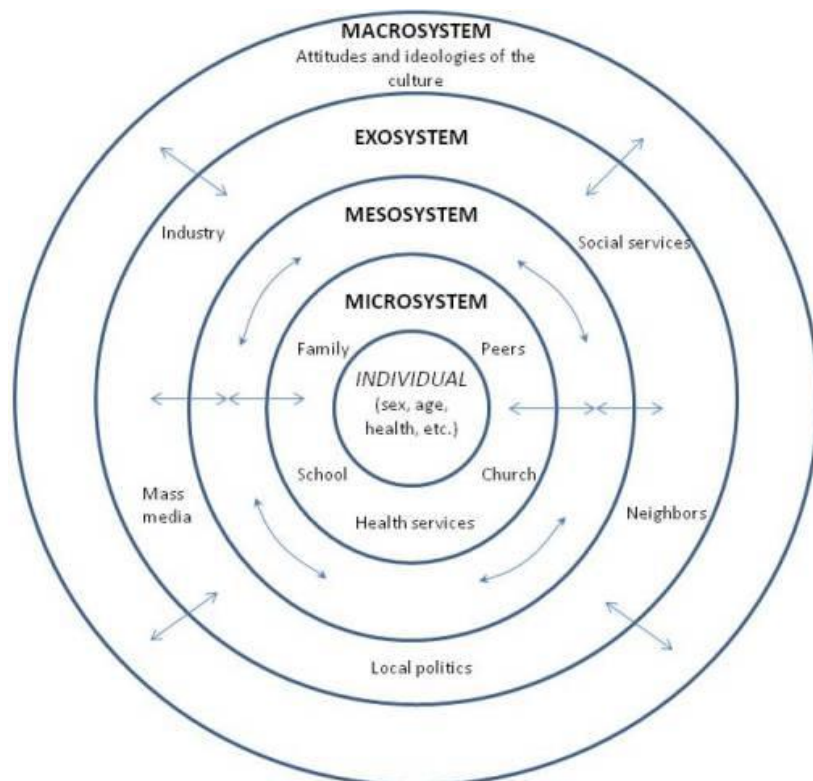 MACROSYSTEM
Attitudes and ideologies of the
culture
EXOSYSTEM
Industry
Social services
MESOSYSTEM
MICROSYSTEM
Family
Peers
INDIVIDUAL
(sex, age,
health, etc.)
School
Church
Health services
Mass
media
Neighbors
Local politics